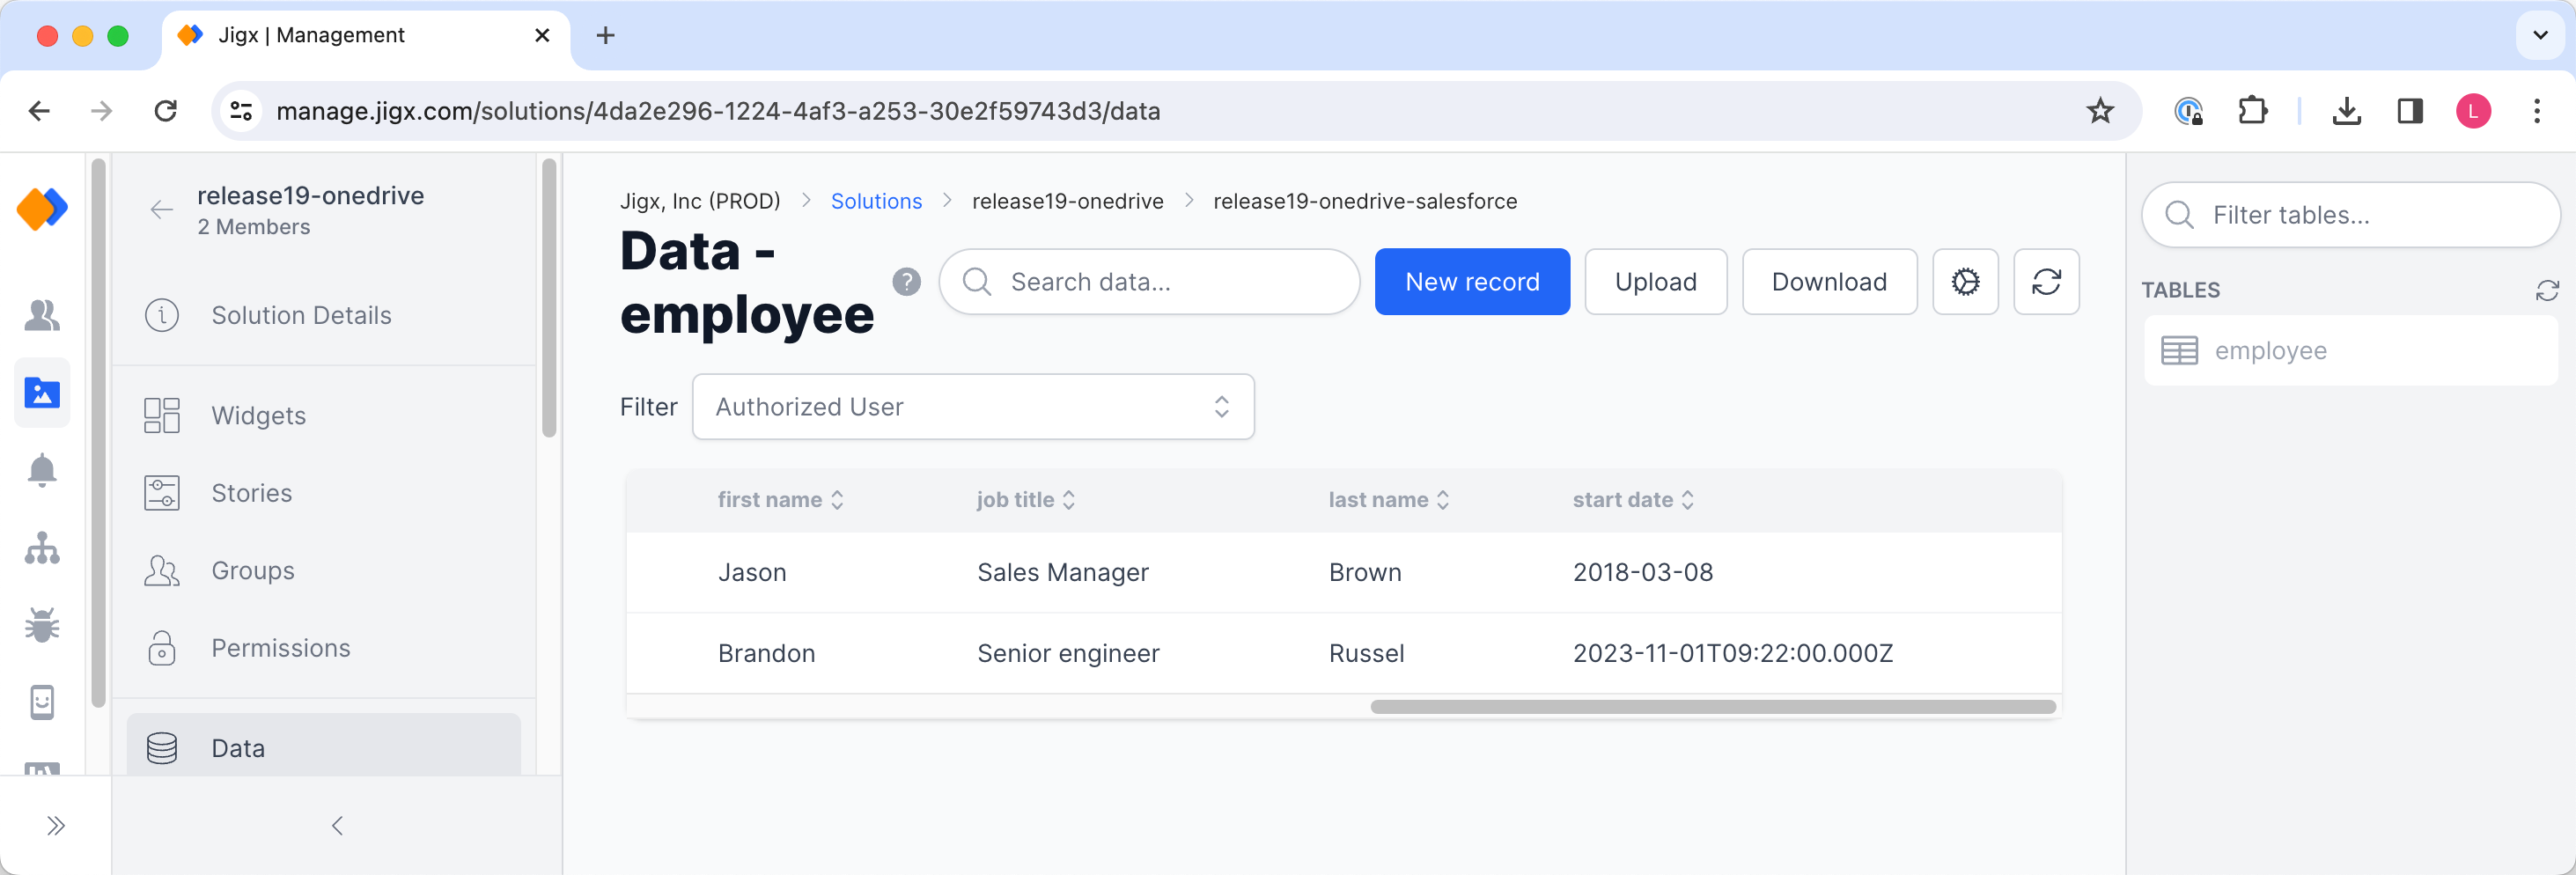 Jigx | Management
manage.jigx.com/solutions/4da2e296-1224-4af3-a253-30e2f59743d3/data
L
release19-onedrive
2 Members
Solution Details
Widgets
Stories
Groups
Permissions
Data
Jigx, Inc (PROD) > Solutions > release19-onedrive > release19-onedrive-salesforce
Data -
employee
?
Search data...
New record
Upload
Download
Filter
Authorized User
first name job title last name start date
Jason Sales Manager Brown 2018-03-08
Brandon Senior engineer Russel 2023-11-01T09:22:00.000Z
Filter tables...
TABLES
employee